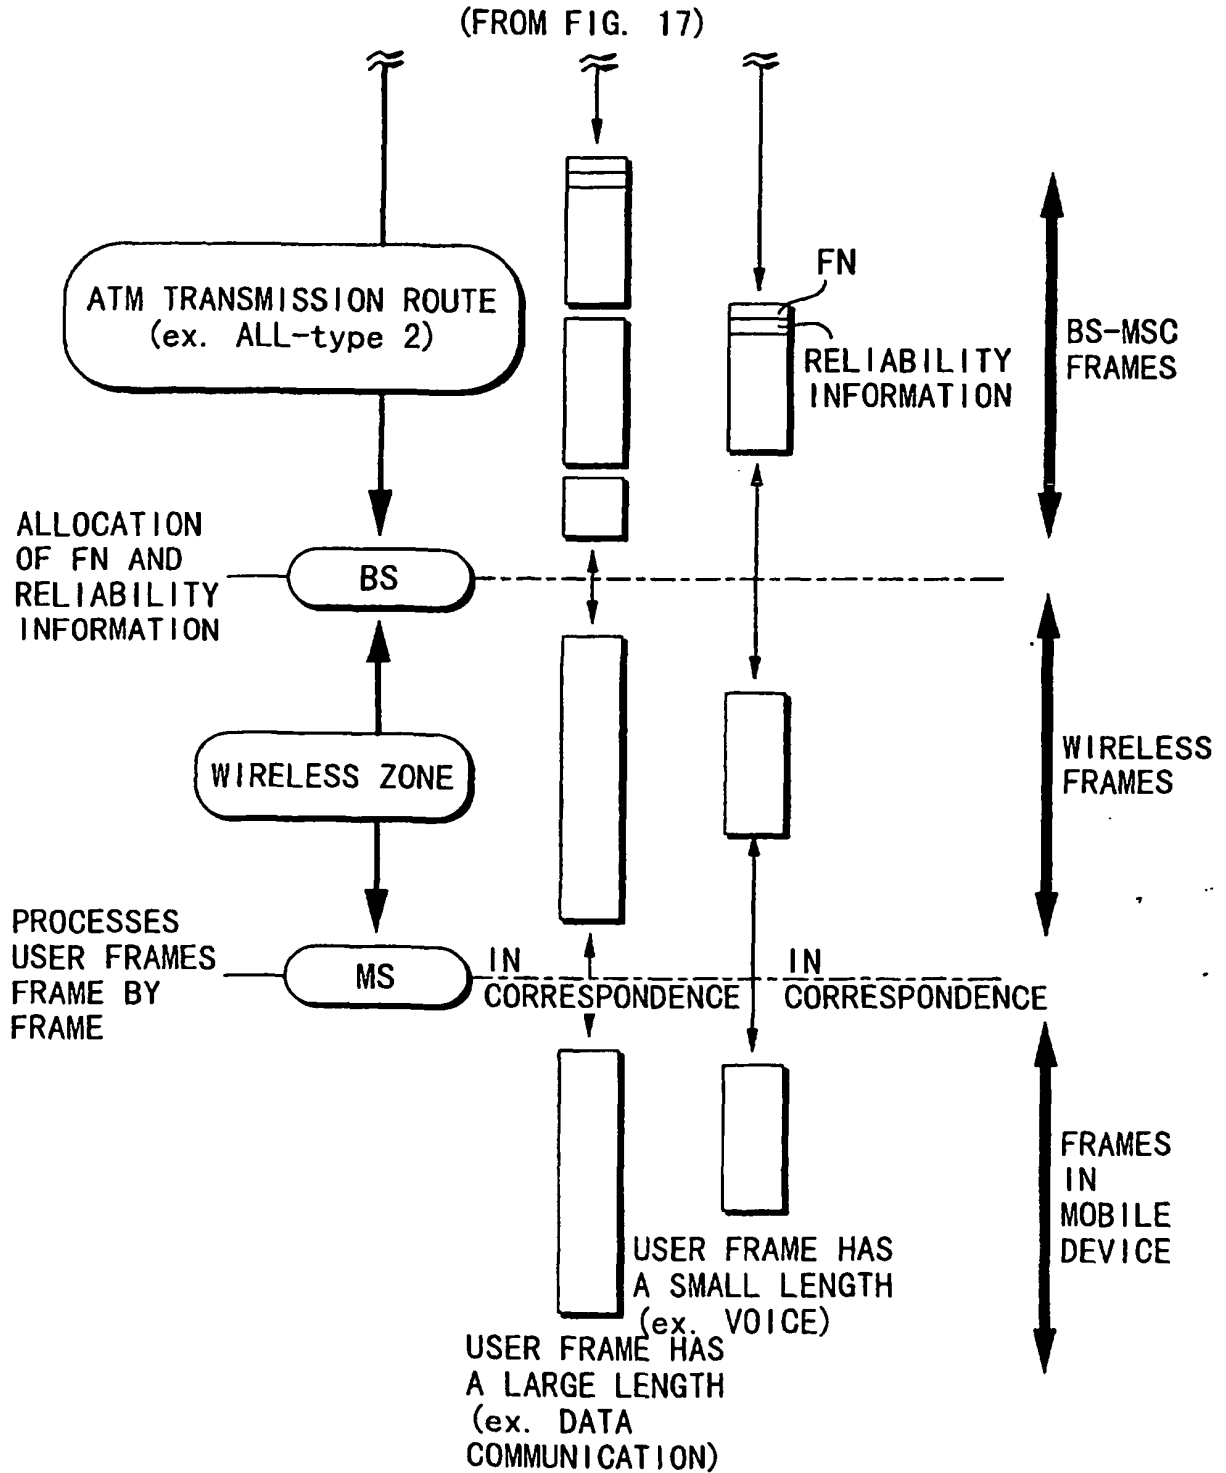 (FROM FIG. 17)
ATM TRANSMISSION ROUTE
(ex. ALL-type 2)
FN
RELIABILITY
INFORMATION
BS-MSC
FRAMES
ALLOCATION
OF FN AND
RELIABILITY
INFORMATION
BS
WIRELESS ZONE
WIRELESS
FRAMES
PROCESSES
USER FRAMES
FRAME BY
FRAME
MS
IN
CORRESPONDENCE
IN
CORRESPONDENCE
FRAMES
IN
MOBILE
DEVICE
USER FRAME HAS
A SMALL LENGTH
(ex. VOICE)
USER FRAME HAS
A LARGE LENGTH
(ex. DATA
COMMUNICATION)